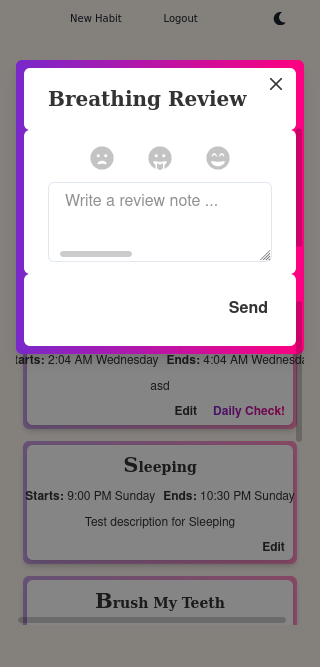 New Habit Logout
Breathing Review
Write a review note ...
Send
arts: 2:04 AM Wednesday Ends: 4:04 AM Wednesda
asd
Edit Daily Check!
Sleeping
Starts: 9:00 PM Sunday Ends: 10:30 PM Sunday
Test description for Sleeping
Edit
Brush My Teeth